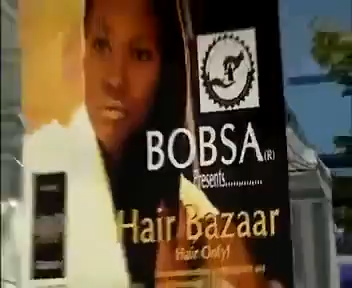 BOBSA(R)
Presents..............
Hair Bazaar
(Hair Only)